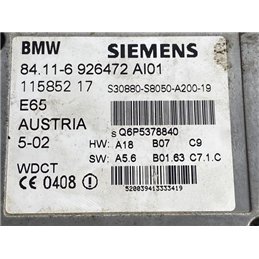 BMW SIEMENS
84.11-6 926472 AI01
115852 17 S30880-S8050-A200-19
E65
AUSTRIA S Q6P5378840
5-02 HW: A18 B07 C9
WDCT SW: A5.6 B01.63 C7.1.C
CE 0408 !
520039413333419